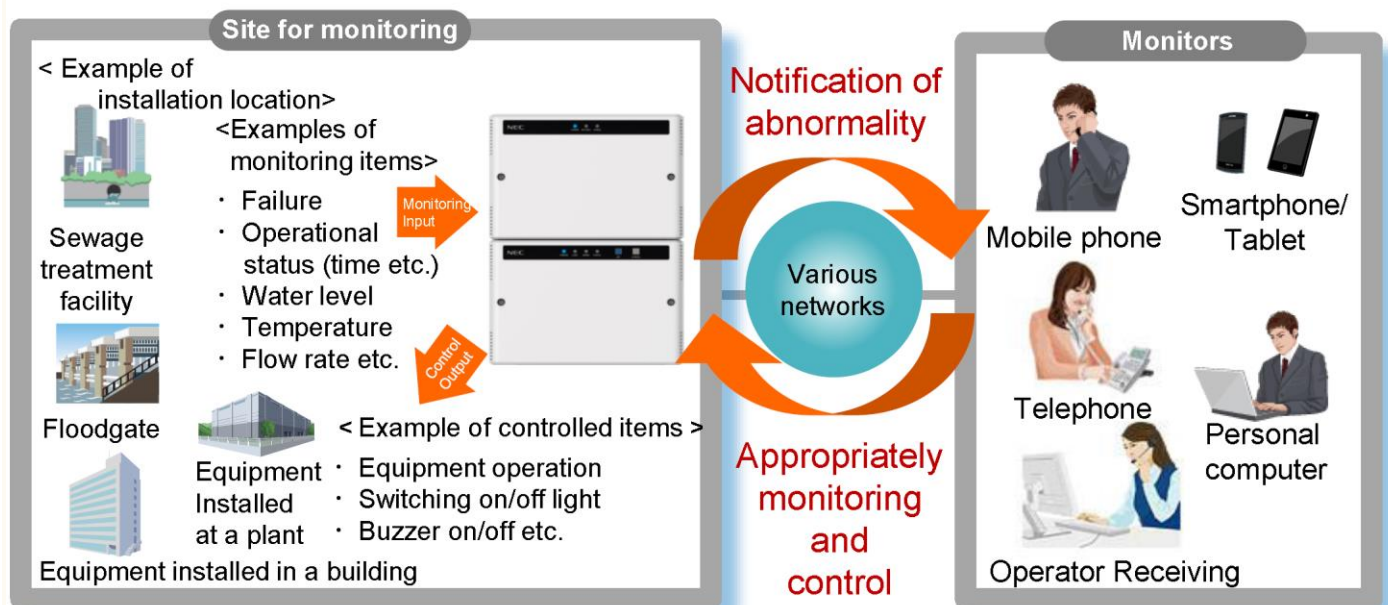 Site for monitoring
< Example of
installation location>
Sewage
treatment
facility
Floodgate
Equipment installed in a building
Equipment
Installed
at a plant
<Examples of
monitoring items>
・ Failure
・ Operational
status (time etc.)
・ Water level
・ Temperature
・ Flow rate etc.
Monitoring
Input
NEC
NEC
Control
Output
< Example of controlled items >
・ Equipment operation
・ Switching on/off light
・ Buzzer on/off etc.
Notification of
abnormality
Various
networks
Appropriately
monitoring
and
control
Monitors
Mobile phone
Smartphone/
Tablet
Telephone
Personal
computer
Operator Receiving